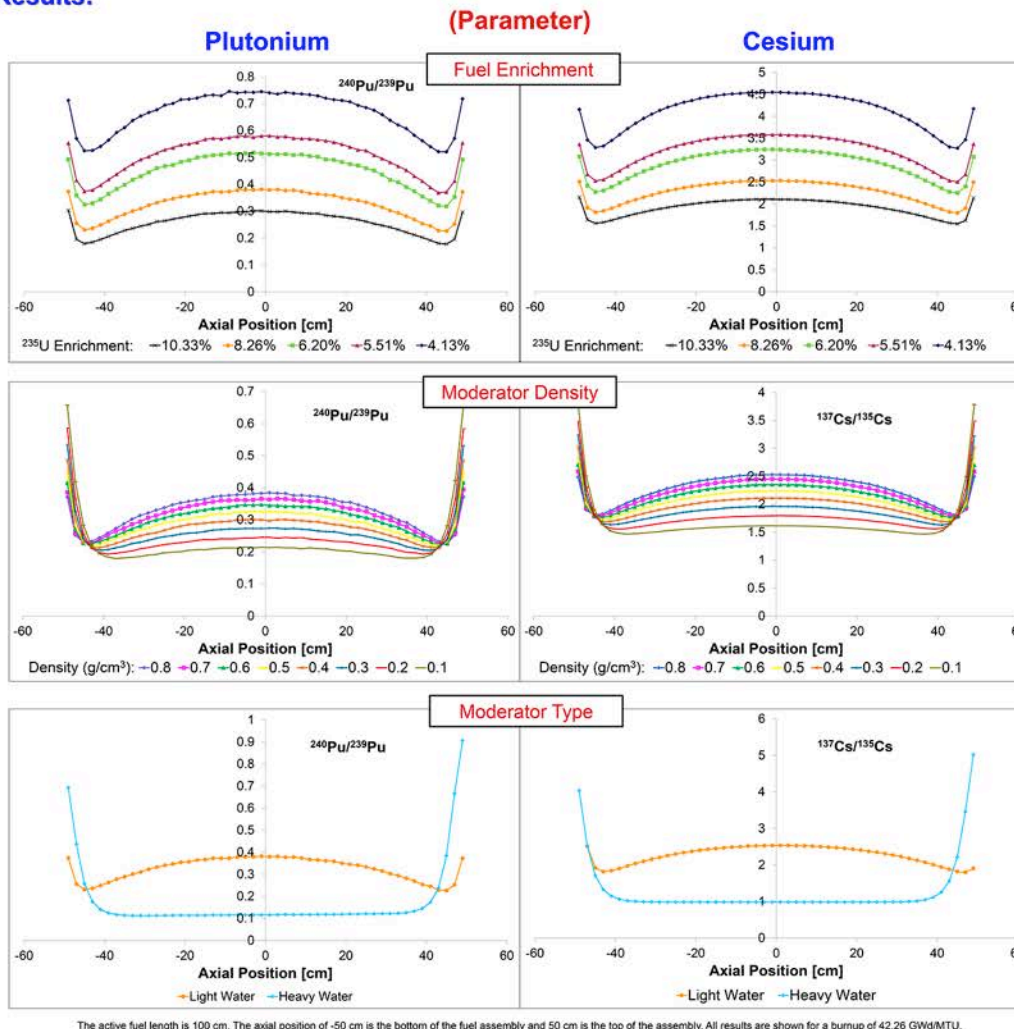 Results:
(Parameter)
Plutonium
Cesium
Fuel Enrichment
²⁴⁰Pu/²³⁹Pu
0.8
0.7
0.6
0.5
0.4
0.3
0.2
0.1
0
-60 -40 -20 0 20 40 60
Axial Position [cm]
²³⁵U Enrichment: 10.33% 8.26% 6.20% 5.51% 4.13%
5
4.5
4
3.5
3
2.5
2
1.5
1
0.5
0
-60 -40 -20 0 20 40 60
Axial Position [cm]
²³⁵U Enrichment: 10.33% 8.26% 6.20% 5.51% 4.13%
Moderator Density
²⁴⁰Pu/²³⁹Pu
0.7
0.6
0.5
0.4
0.3
0.2
0.1
0
-60 -40 -20 0 20 40 60
Axial Position [cm]
Density (g/cm³): 0.8 0.7 0.6 0.5 0.4 0.3 0.2 0.1
¹³⁷Cs/¹³⁵Cs
4
3.5
3
2.5
2
1.5
1
0.5
0
-60 -40 -20 0 20 40 60
Axial Position [cm]
Density (g/cm³): 0.8 0.7 0.6 0.5 0.4 0.3 0.2 0.1
Moderator Type
²⁴⁰Pu/²³⁹Pu
1
0.9
0.8
0.7
0.6
0.5
0.4
0.3
0.2
0.1
0
-60 -40 -20 0 20 40 60
Axial Position [cm]
Light Water Heavy Water
¹³⁷Cs/¹³⁵Cs
6
5
4
3
2
1
0
-60 -40 -20 0 20 40 60
Axial Position [cm]
Light Water Heavy Water
The active fuel length is 100 cm. The axial position of -50 cm is the bottom of the fuel assembly and 50 cm is the top of the assembly. All results are shown for a burnup of 42.26 GWd/MTU.